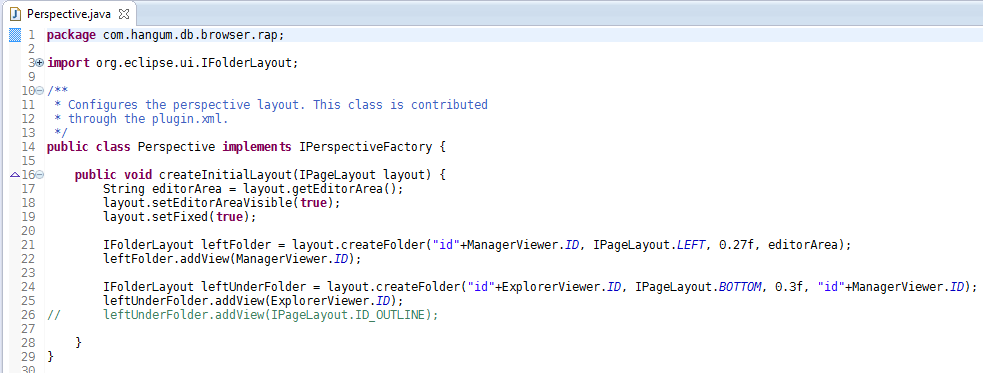 Perspective.java
1 package com.hangum.db.browser.rap;
2
3 import org.eclipse.ui.IFolderLayout;
9
10 /**
11  * Configures the perspective layout. This class is contributed
12  * through the plugin.xml.
13  */
14 public class Perspective implements IPerspectiveFactory {
15
16     public void createInitialLayout(IPageLayout layout) {
17         String editorArea = layout.getEditorArea();
18         layout.setEditorAreaVisible(true);
19         layout.setFixed(true);
20
21         IFolderLayout leftFolder = layout.createFolder("id"+ManagerViewer.ID, IPageLayout.LEFT, 0.27f, editorArea);
22         leftFolder.addView(ManagerViewer.ID);
23
24         IFolderLayout leftUnderFolder = layout.createFolder("id"+ExplorerViewer.ID, IPageLayout.BOTTOM, 0.3f, "id"+ManagerViewer.ID);
25         leftUnderFolder.addView(ExplorerViewer.ID);
26 //      leftUnderFolder.addView(IPageLayout.ID_OUTLINE);
27
28     }
29 }
30